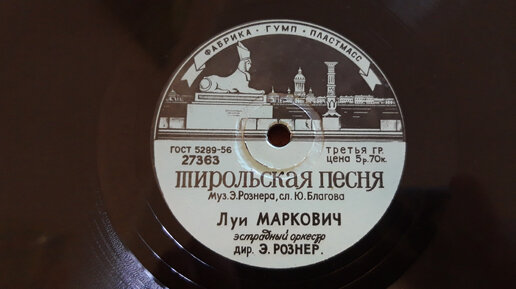 ФАБРИКА · ГУМП · ПЛАСТМАСС
ГОСТ 5289-56
27363
третья гр.
цена 5р.70к.
ТИРОЛЬСКАЯ ПЕСНЯ
Муз. Э. Рознера, сл. Ю. Благова
Луи МАРКОВИЧ
эстрадный оркестр
дир. Э. РОЗНЕР.